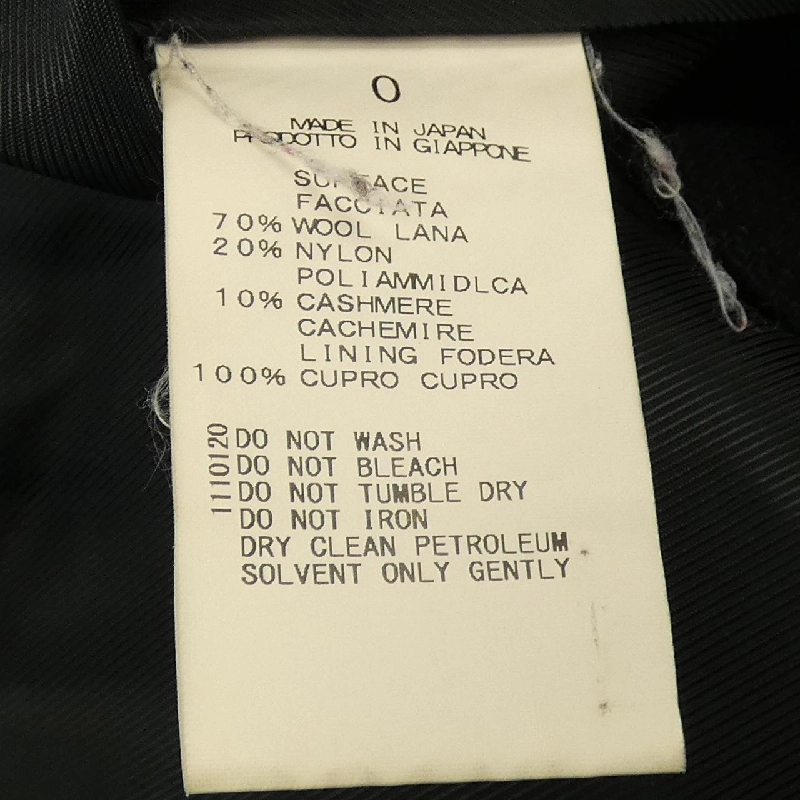 O
MADE IN JAPAN
PRODOTTO IN GIAPPONE
SURFACE
FACCIATA
70% WOOL LANA
20% NYLON
POLIAMMIDLCA
10% CASHMERE
CACHEMIRE
LINING FODERA
100% CUPRO CUPRO
1110120
DO NOT WASH
DO NOT BLEACH
DO NOT TUMBLE DRY
DO NOT IRON
DRY CLEAN PETROLEUM
SOLVENT ONLY GENTLY